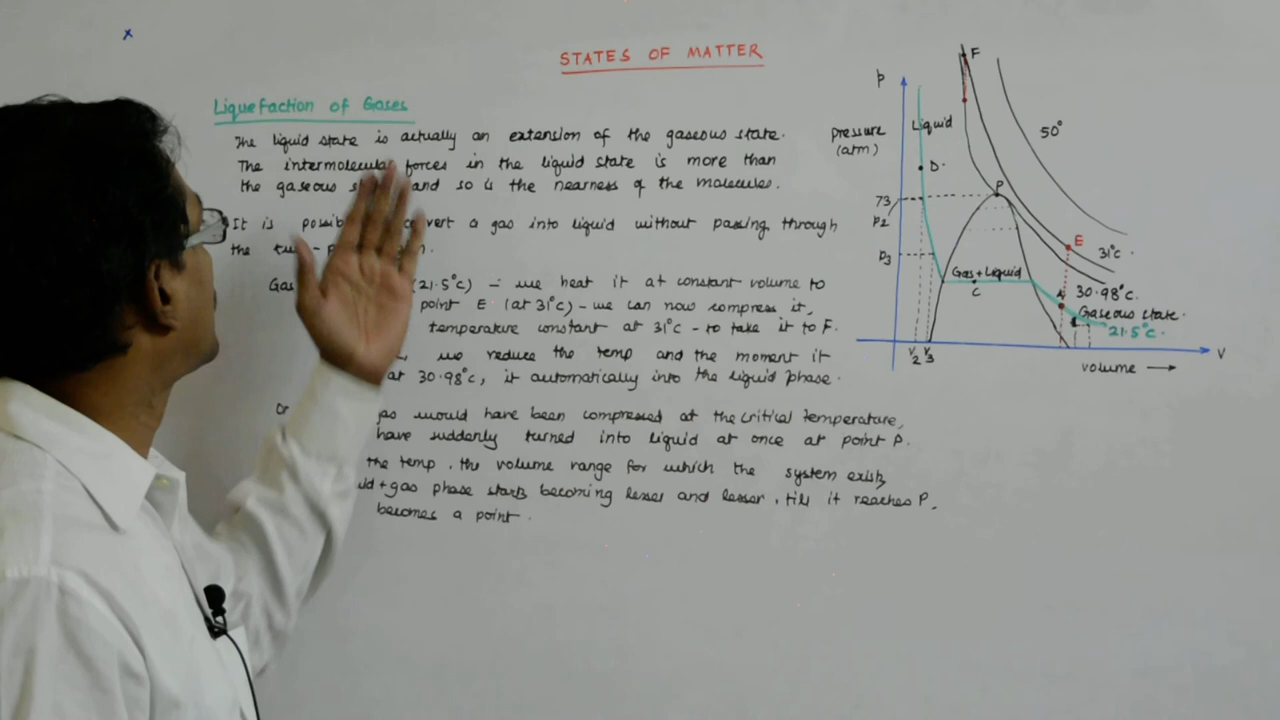 x
STATES OF MATTER
Liquefaction of Gases
The liquid state is actually an extension of the gaseous state.
The intermolecular forces in the liquid state is more than
the gaseous and so is the nearness of the molecules.
It is convert a gas into liquid without passing through
the
Gas (21.5°c) - we heat it at constant volume to
point E (at 31°c) - we can now compress it,
temperature constant at 31°c - to take it to F.
we reduce the temp and the moment it
at 30.98°c, it automatically into the liquid phase.
Or gas would have been compressed at the critical temperature,
have suddenly turned into liquid at once at point P.
the temp, the volume range for which the system exists
+ gas phase starts becoming lesser and lesser, till it reaches P,
becomes a point.
P
Pressure
(atm)
73
P2
P3
Liquid
D.
F
P
50°
E
31°c
30.98°c.
Gas + Liquid
C
A
Gaseous state.
21.5°c.
V2 V3
V
volume →